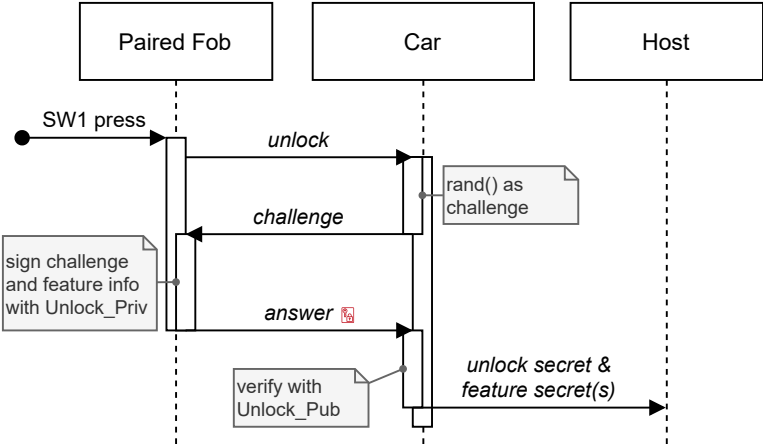 Paired Fob
Car
Host
SW1 press
unlock
rand() as
challenge
challenge
sign challenge
and feature info
with Unlock_Priv
answer
verify with
Unlock_Pub
unlock secret &
feature secret(s)